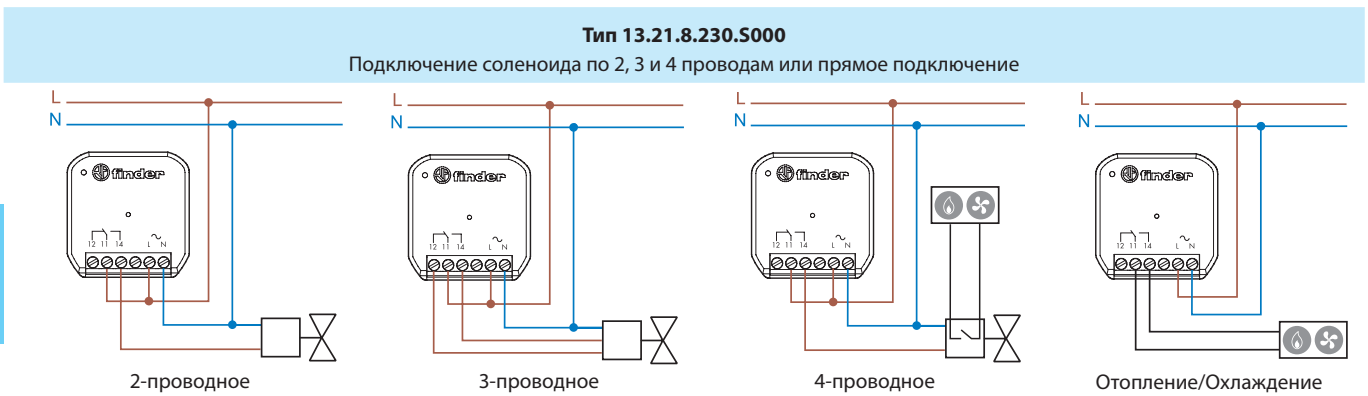 Тип 13.21.8.230.S000
Подключение соленоида по 2, 3 и 4 проводам или прямое подключение
L
N
finder
12 11 14 L N
2-проводное
L
N
finder
12 11 14 L N
3-проводное
L
N
finder
12 11 14 L N
4-проводное
L
N
finder
12 11 14 L N
Отопление/Охлаждение